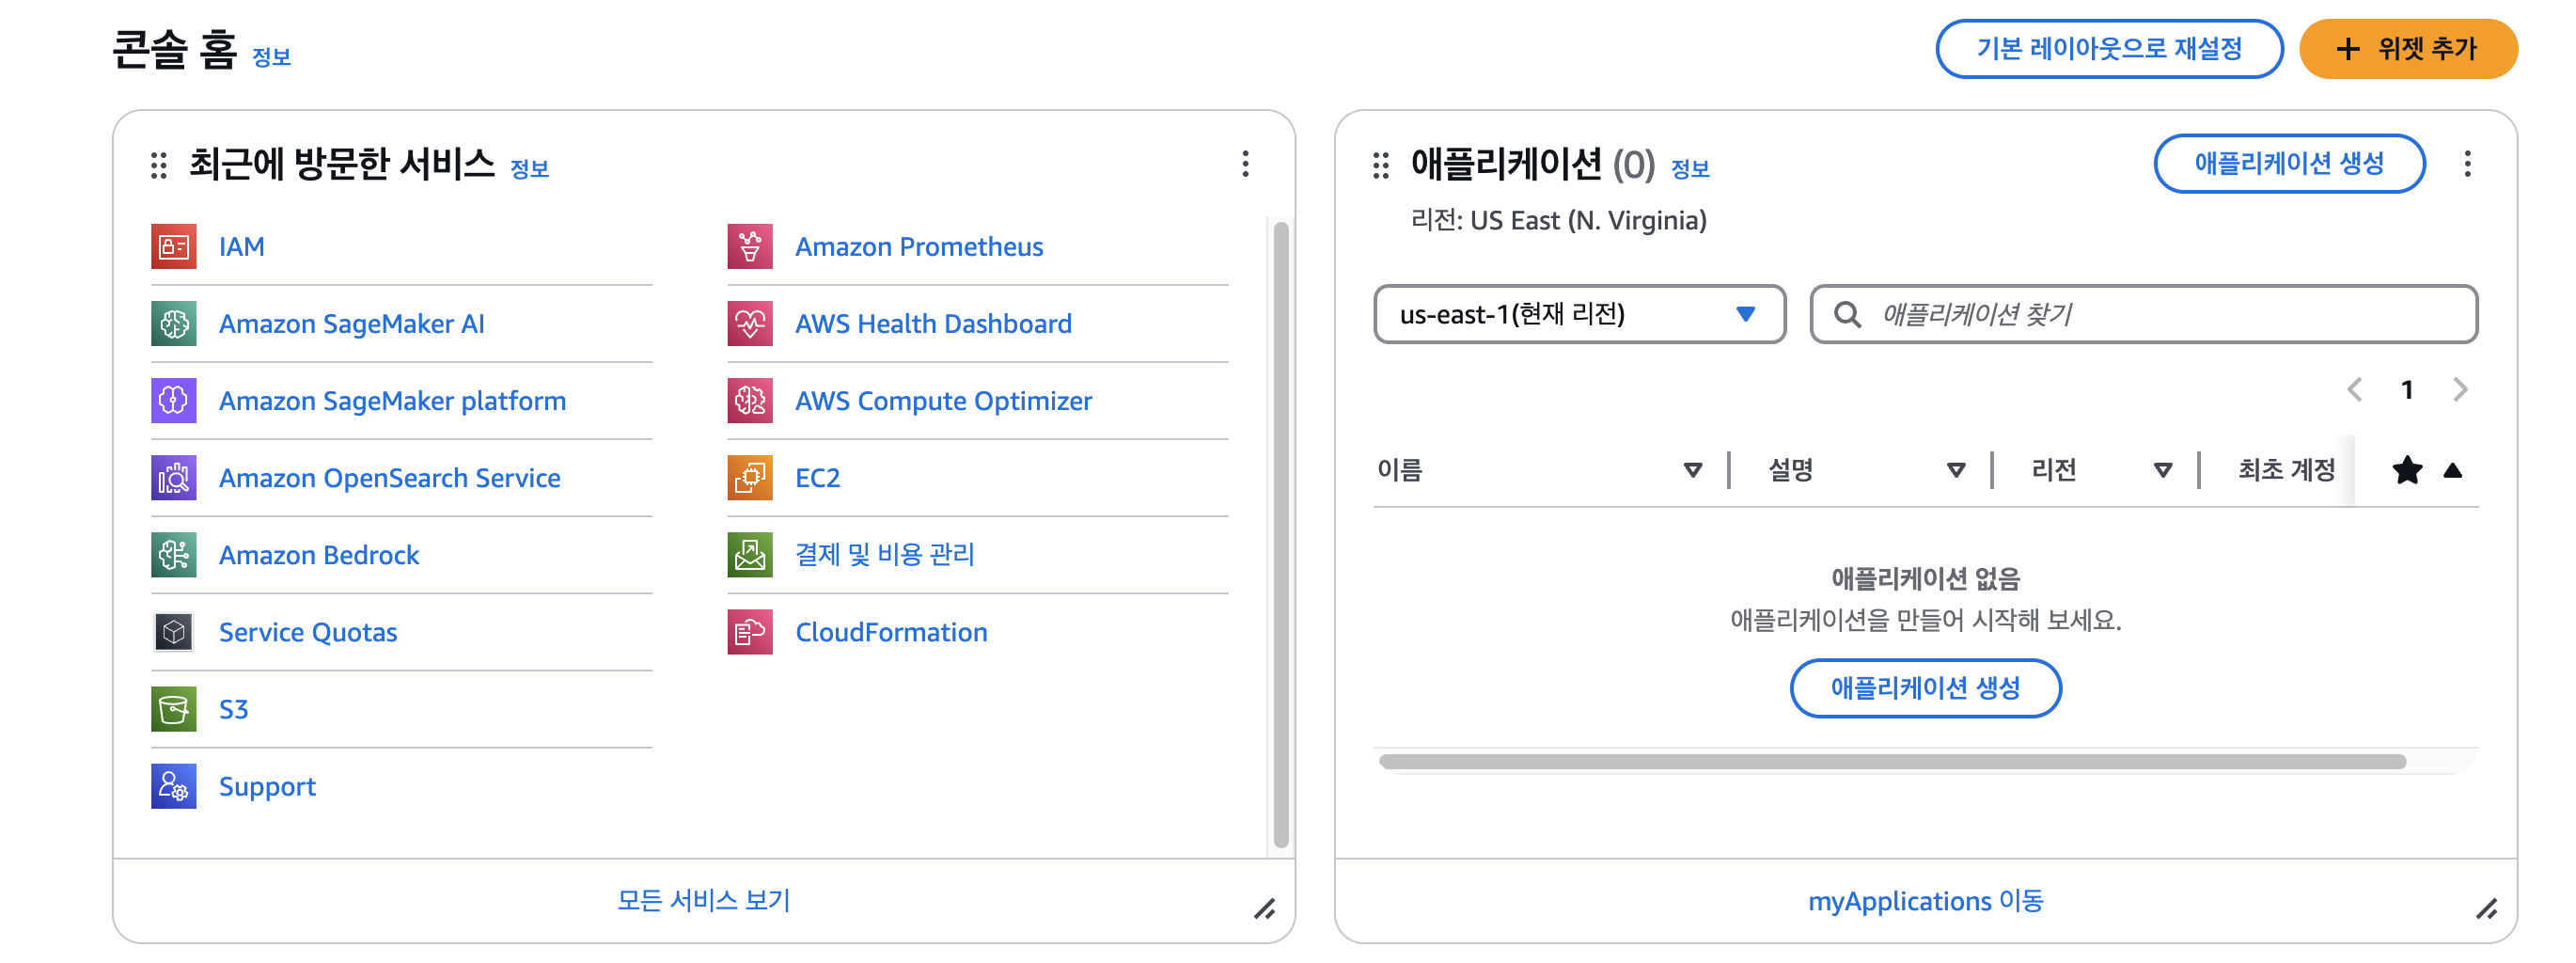 콘솔 홈 정보
기본 레이아웃으로 재설정
위젯 추가
최근에 방문한 서비스 정보
IAM
Amazon SageMaker AI
Amazon SageMaker platform
Amazon OpenSearch Service
Amazon Bedrock
Service Quotas
S3
Support
Amazon Prometheus
AWS Health Dashboard
AWS Compute Optimizer
EC2
결제 및 비용 관리
CloudFormation
모든 서비스 보기
애플리케이션 (0) 정보
애플리케이션 생성
리전: US East (N. Virginia)
us-east-1(현재 리전)
애플리케이션 찾기
1
이름 설명 리전 최초 계정
애플리케이션 없음
애플리케이션을 만들어 시작해 보세요.
애플리케이션 생성
myApplications 이동